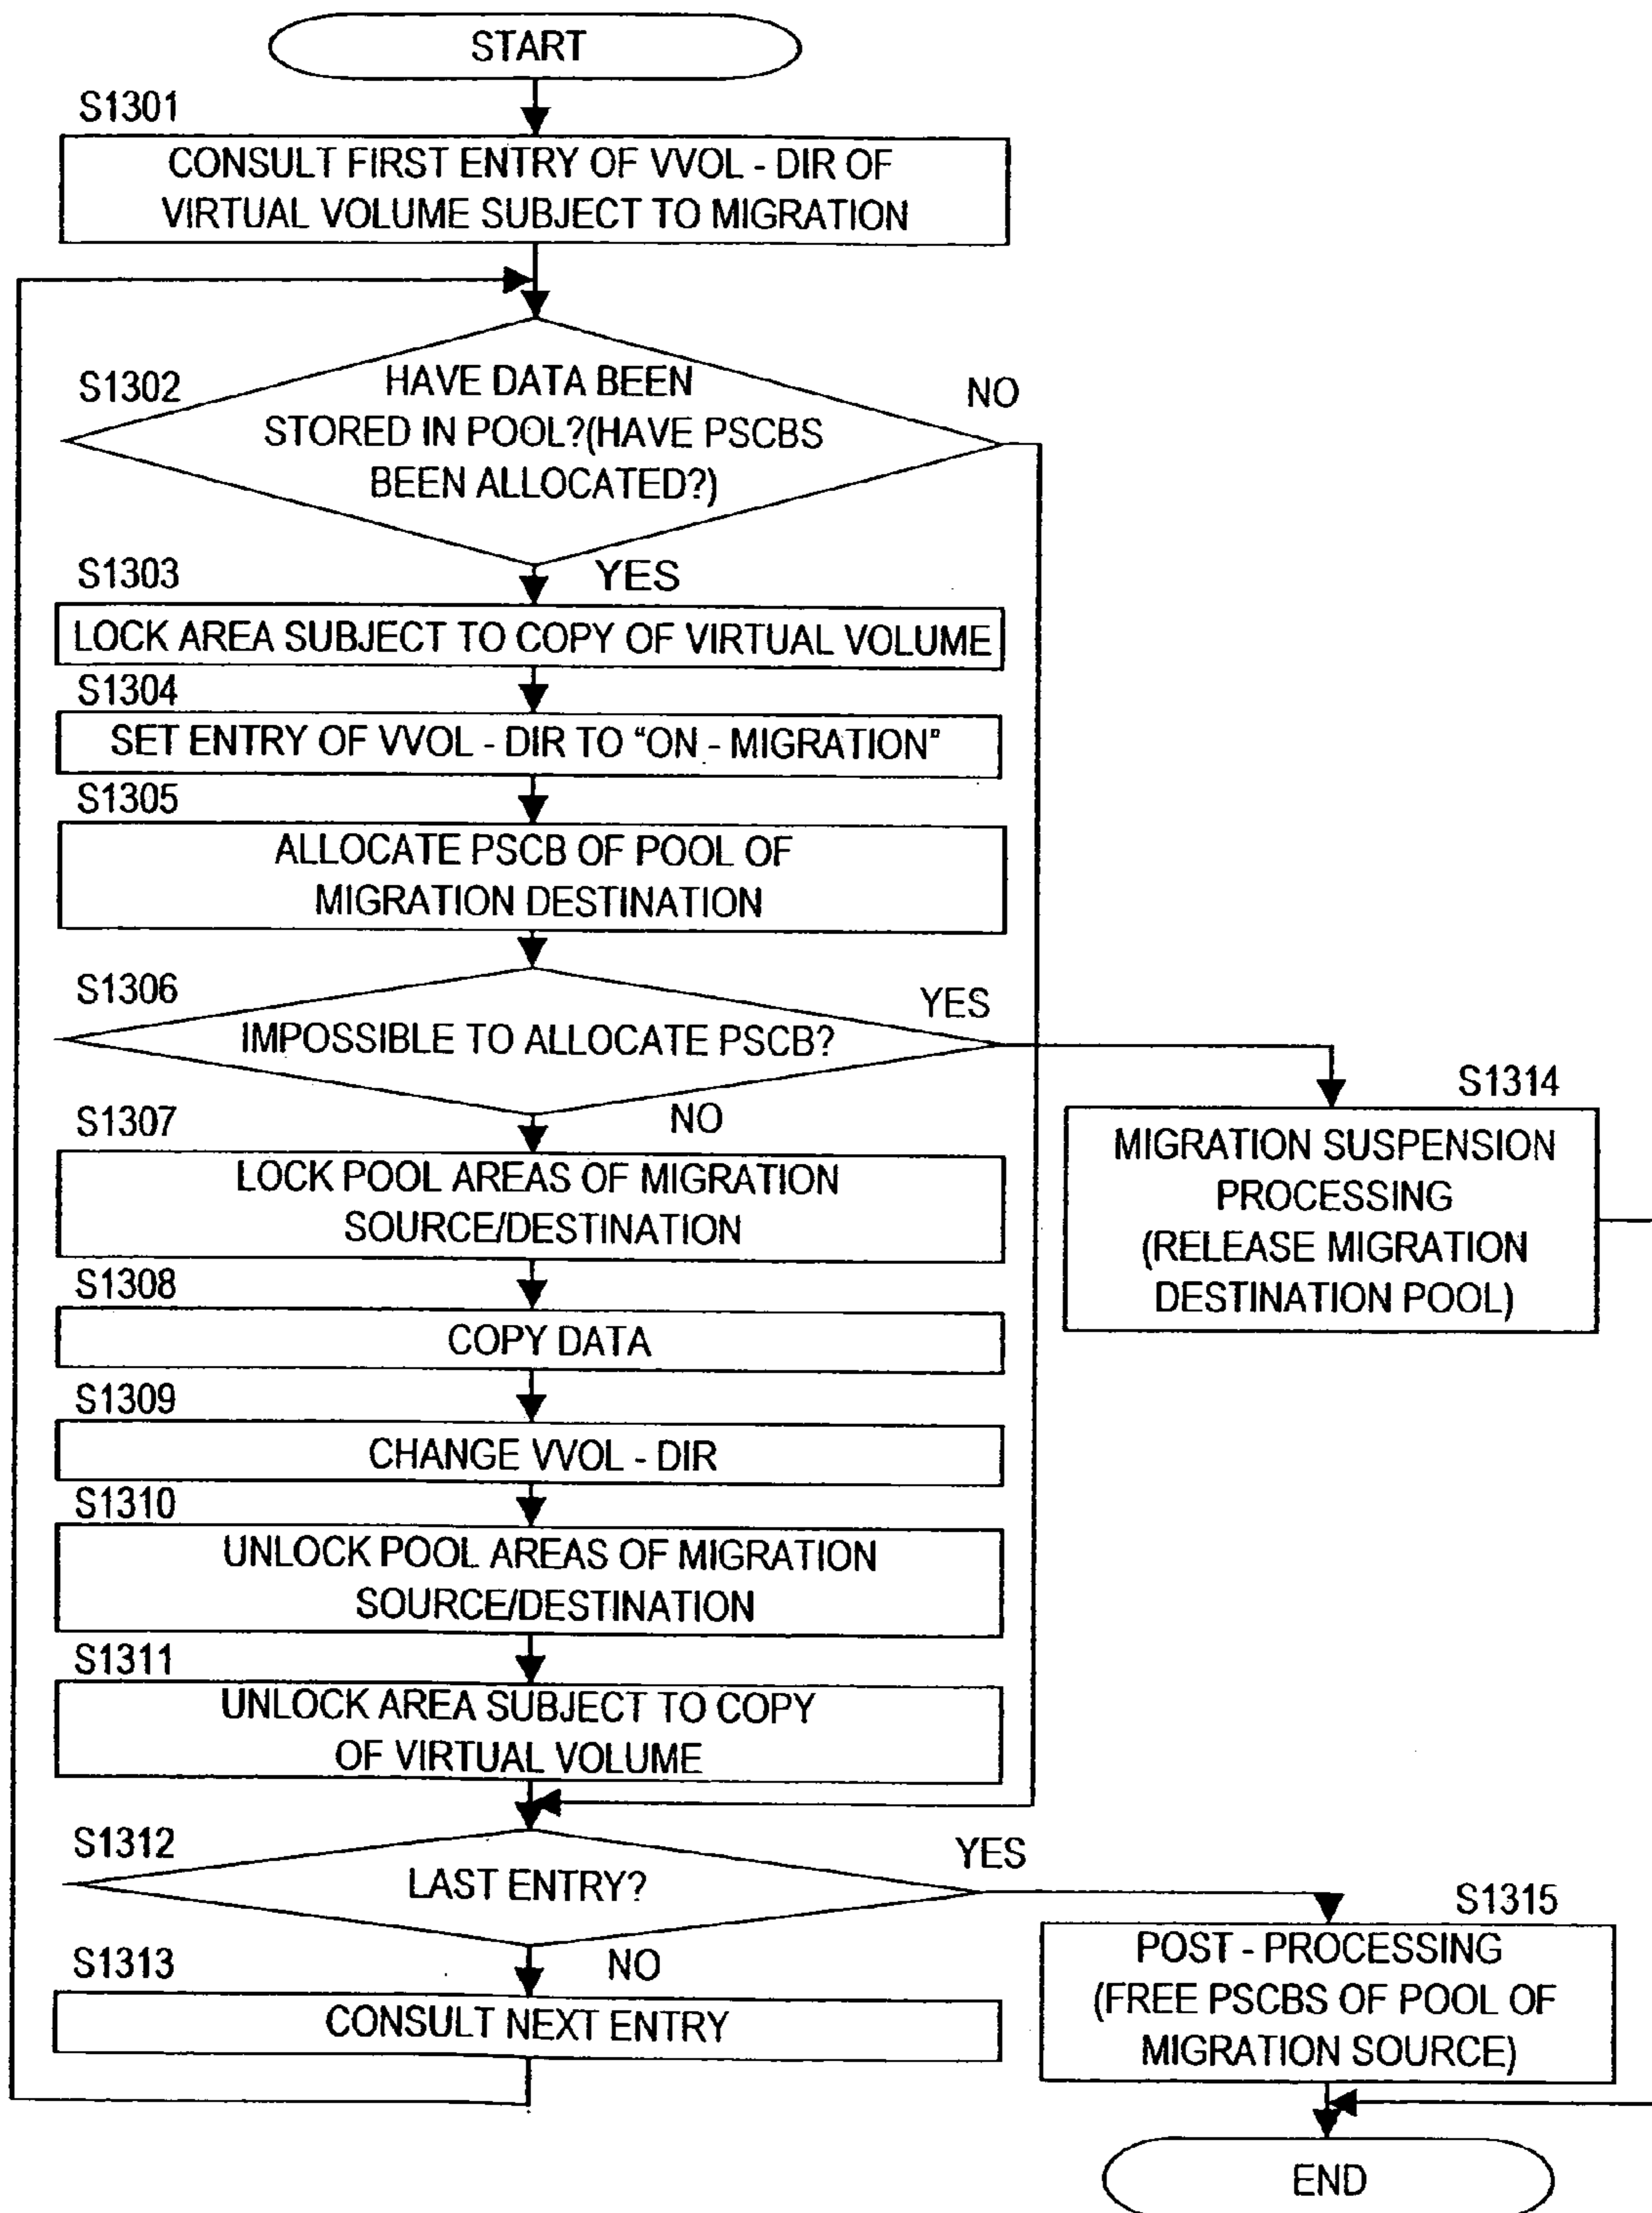 START
S1301
CONSULT FIRST ENTRY OF VVOL - DIR OF
VIRTUAL VOLUME SUBJECT TO MIGRATION
S1302
HAVE DATA BEEN
STORED IN POOL?(HAVE PSCBS
BEEN ALLOCATED?)
NO
YES
S1303
LOCK AREA SUBJECT TO COPY OF VIRTUAL VOLUME
S1304
SET ENTRY OF VVOL - DIR TO "ON - MIGRATION"
S1305
ALLOCATE PSCB OF POOL OF
MIGRATION DESTINATION
S1306
IMPOSSIBLE TO ALLOCATE PSCB?
YES
NO
S1314
MIGRATION SUSPENSION
PROCESSING
(RELEASE MIGRATION
DESTINATION POOL)
S1307
LOCK POOL AREAS OF MIGRATION
SOURCE/DESTINATION
S1308
COPY DATA
S1309
CHANGE VVOL - DIR
S1310
UNLOCK POOL AREAS OF MIGRATION
SOURCE/DESTINATION
S1311
UNLOCK AREA SUBJECT TO COPY
OF VIRTUAL VOLUME
S1312
LAST ENTRY?
YES
NO
S1313
CONSULT NEXT ENTRY
S1315
POST - PROCESSING
(FREE PSCBS OF POOL OF
MIGRATION SOURCE)
END